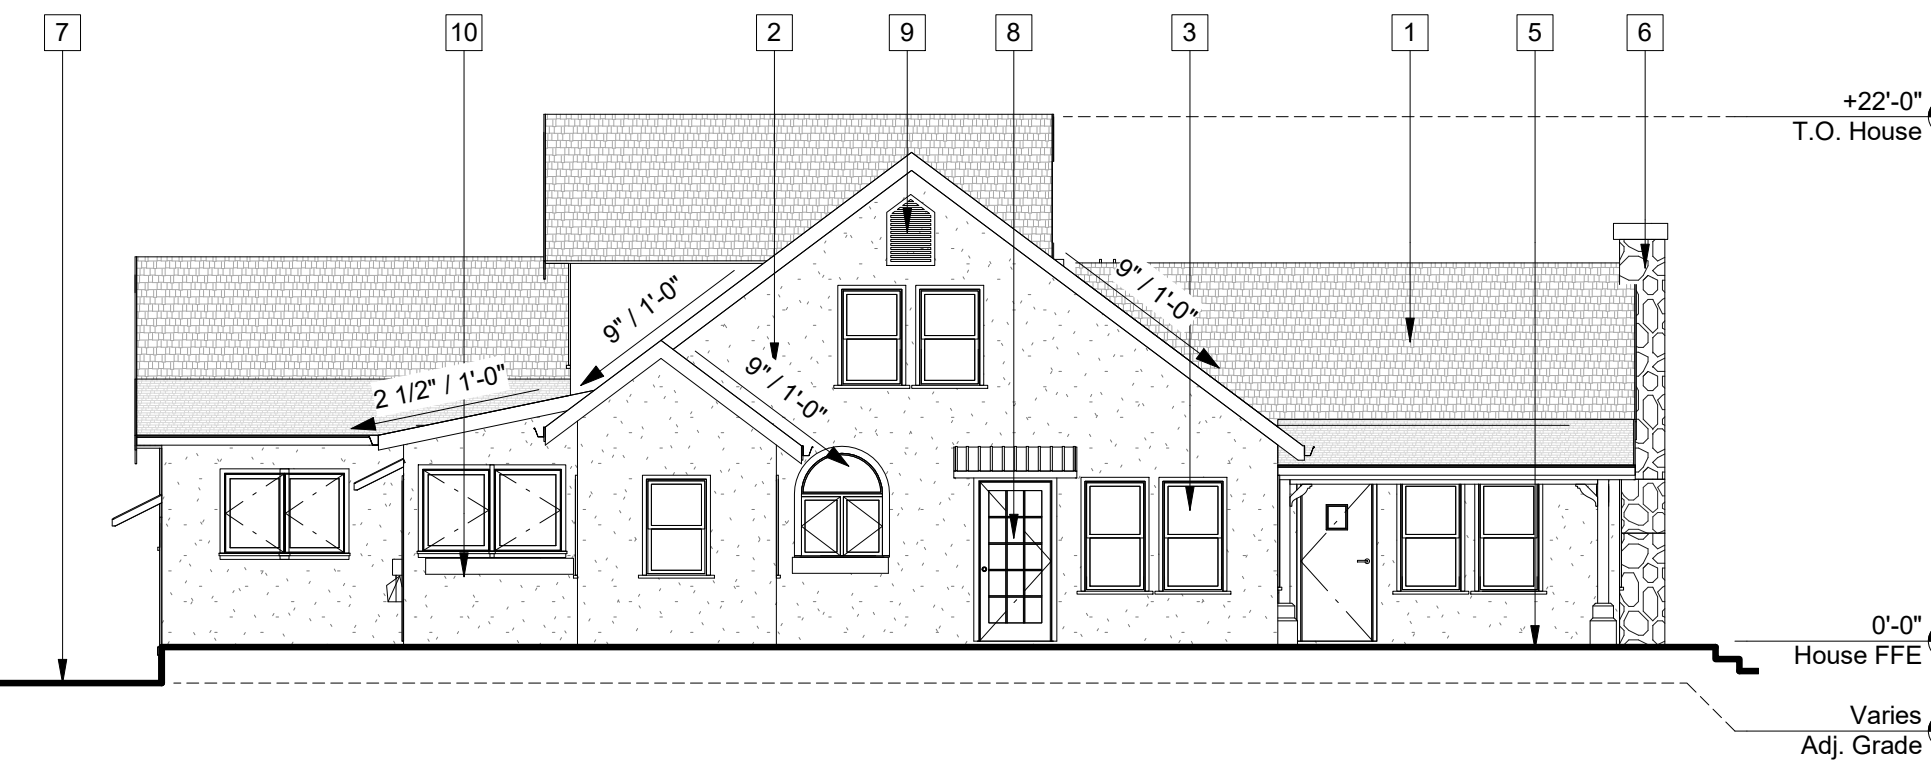 7
10
2
9
8
3
1
5
6
+22'-0"
T.O. House
9" / 1'-0"
9" / 1'-0"
2 1/2" / 1'-0"
9" / 1'-0"
0'-0"
House FFE
Varies
Adj. Grade